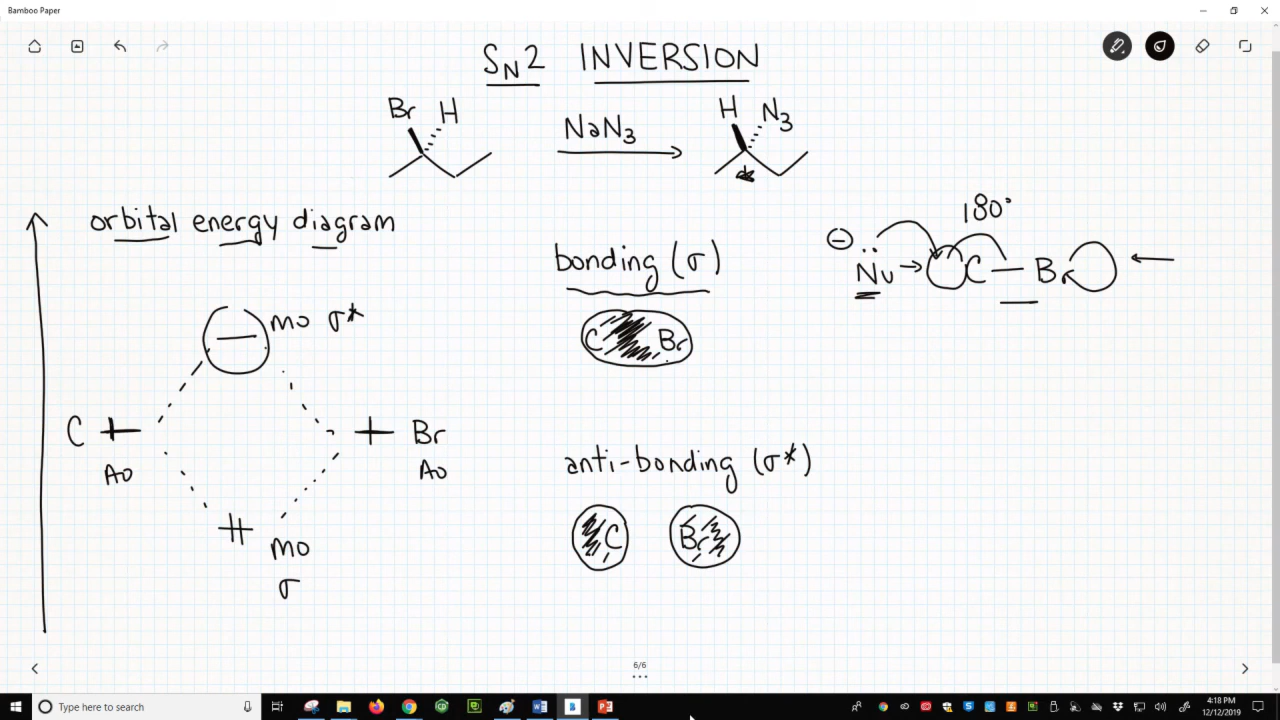 Bamboo Paper
SN2 INVERSION
Br H
NaN3
H N3
orbital energy diagram
bonding (σ)
180°
⊖
Nu C Br
MO σ*
C Br
C Br
AO AO
anti-bonding (σ*)
C Br
MO
σ
6/6
Type here to search
4:18 PM
12/12/2019